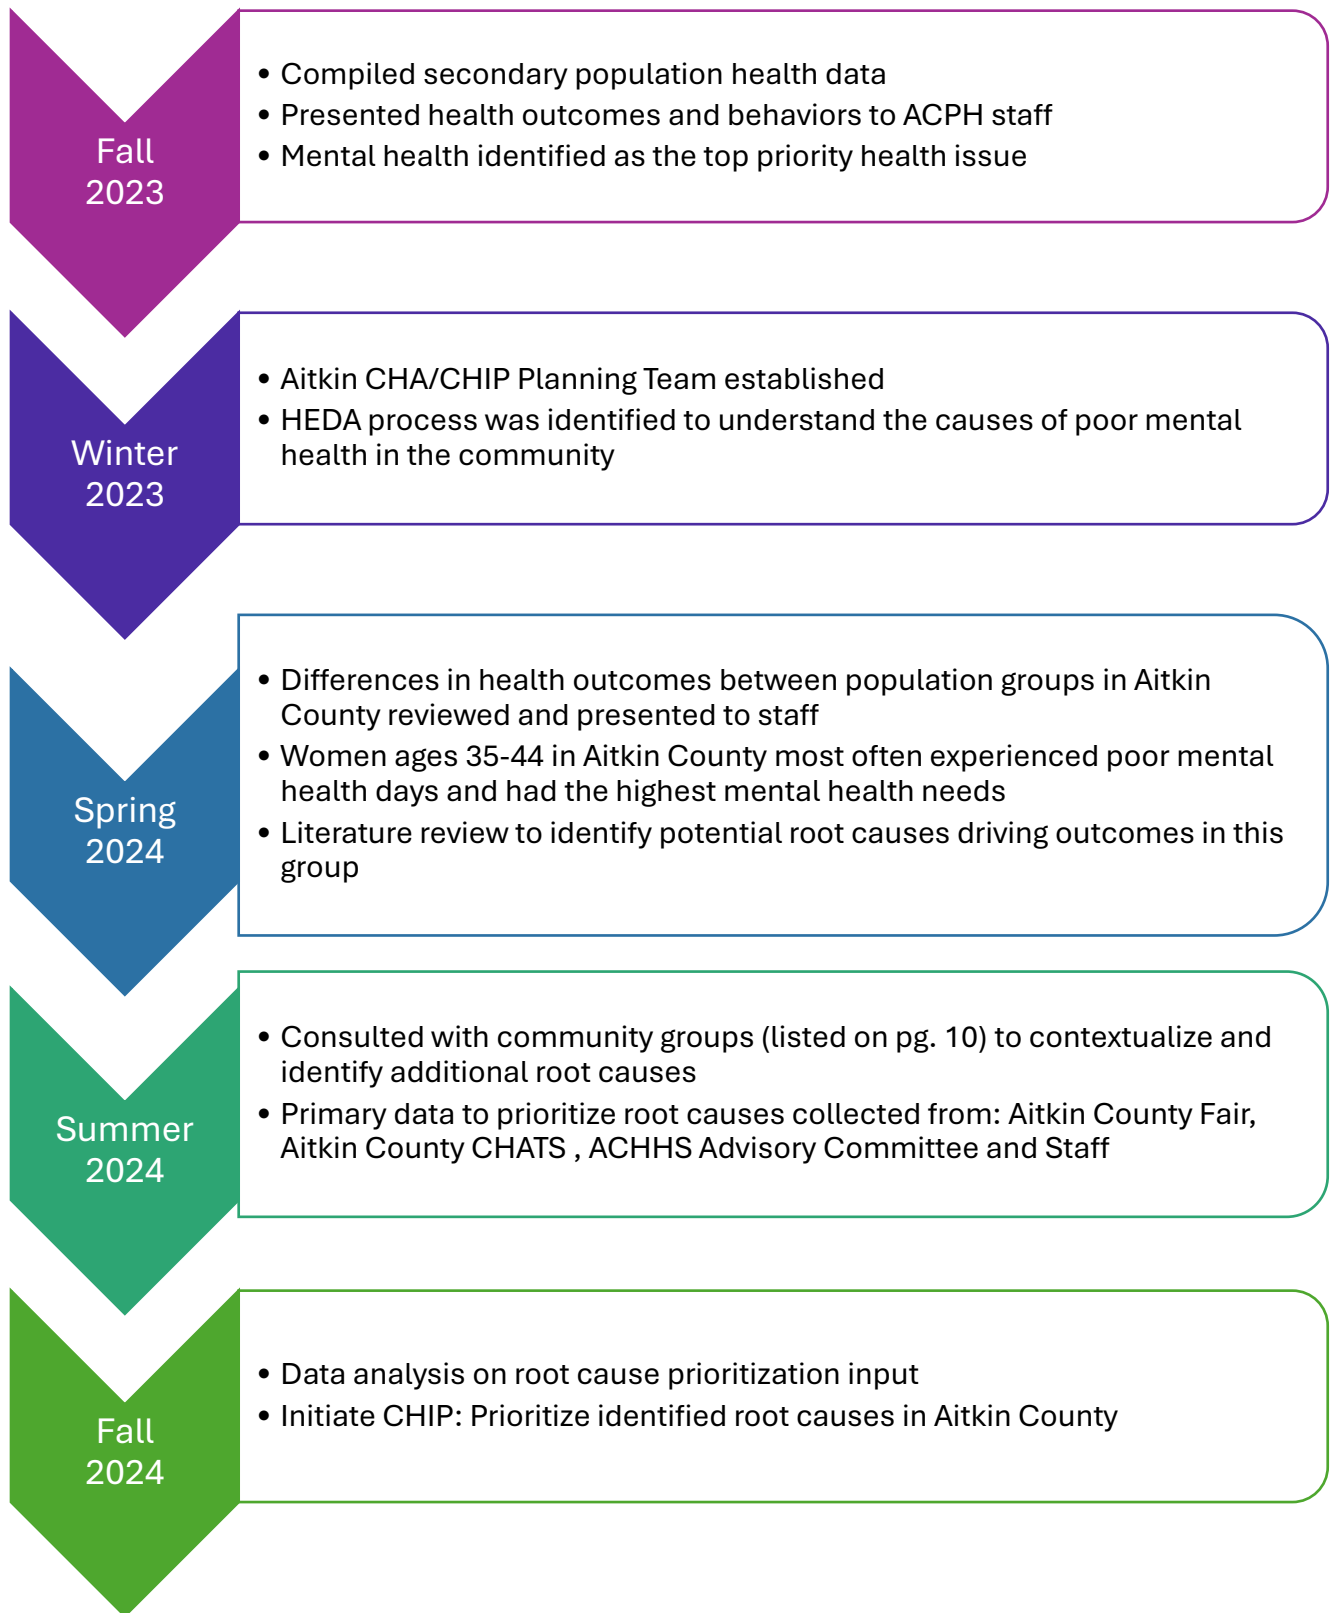 Fall
2023
• Compiled secondary population health data
• Presented health outcomes and behaviors to ACPH staff
• Mental health identified as the top priority health issue
Winter
2023
• Aitkin CHA/CHIP Planning Team established
• HEDA process was identified to understand the causes of poor mental
health in the community
Spring
2024
• Differences in health outcomes between population groups in Aitkin
County reviewed and presented to staff
• Women ages 35-44 in Aitkin County most often experienced poor mental
health days and had the highest mental health needs
• Literature review to identify potential root causes driving outcomes in this
group
Summer
2024
• Consulted with community groups (listed on pg. 10) to contextualize and
identify additional root causes
• Primary data to prioritize root causes collected from: Aitkin County Fair,
Aitkin County CHATS , ACHHS Advisory Committee and Staff
Fall
2024
• Data analysis on root cause prioritization input
• Initiate CHIP: Prioritize identified root causes in Aitkin County